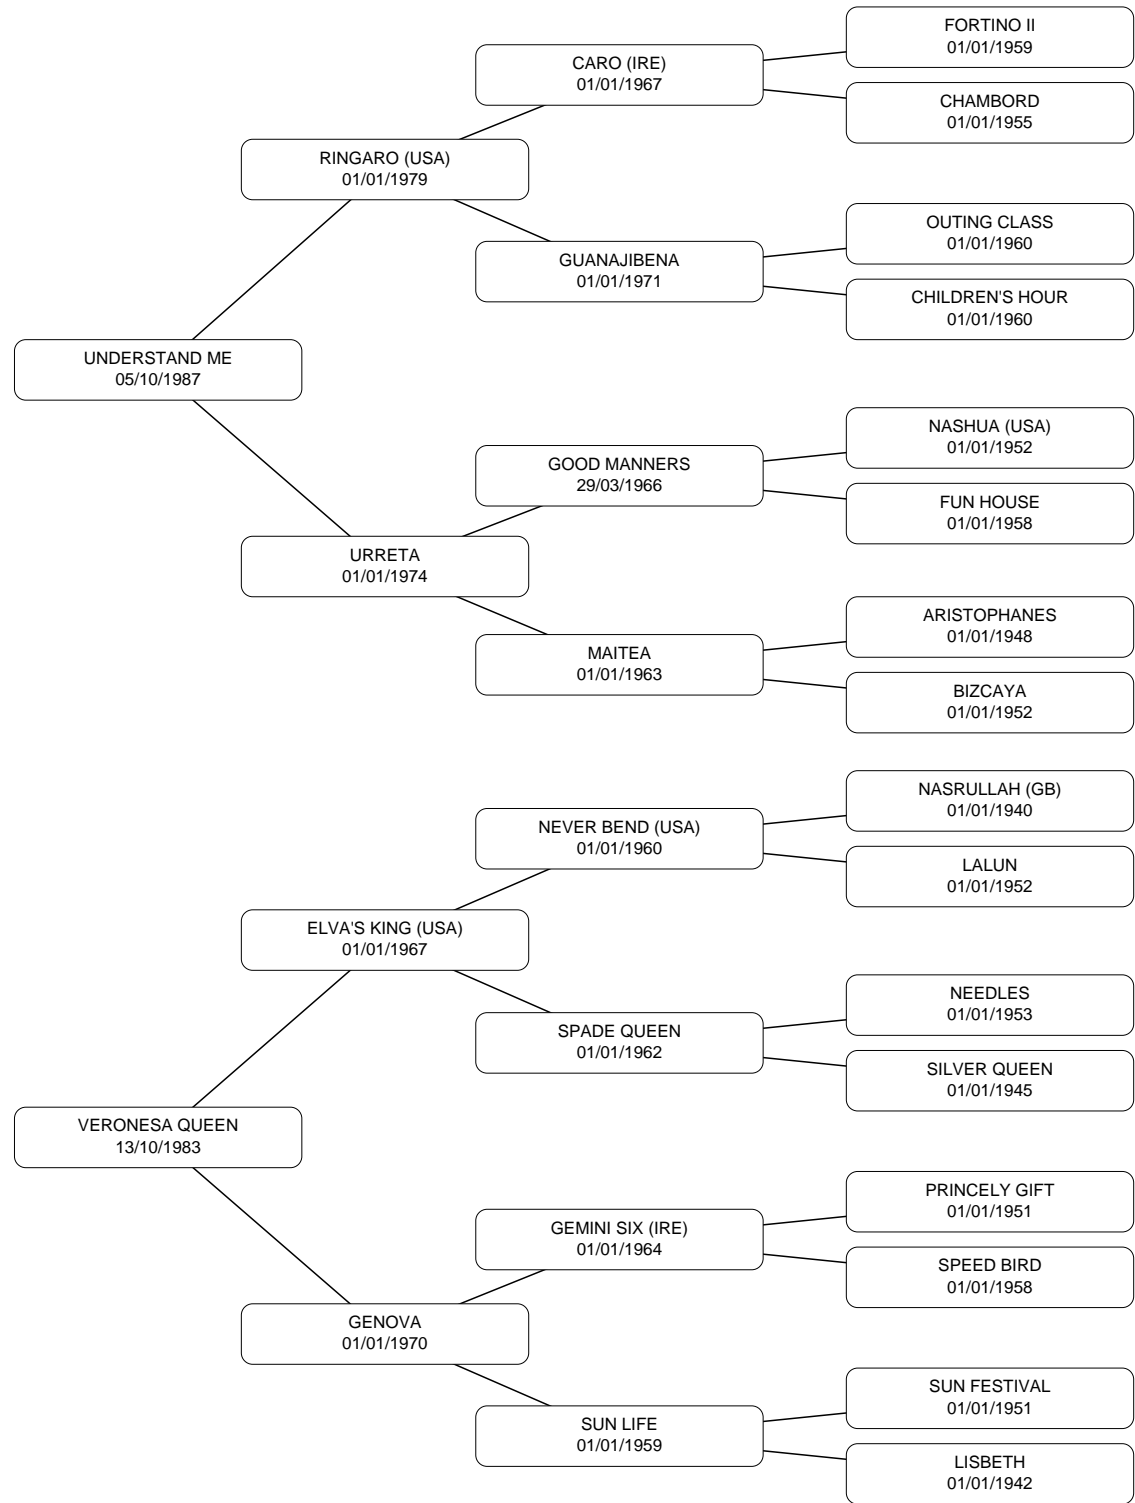 FORTINO II
01/01/1959
CARO (IRE)
01/01/1967
CHAMBORD
01/01/1955
RINGARO (USA)
01/01/1979
OUTING CLASS
01/01/1960
GUANAJIBENA
01/01/1971
CHILDREN'S HOUR
01/01/1960
UNDERSTAND ME
05/10/1987
NASHUA (USA)
01/01/1952
GOOD MANNERS
29/03/1966
FUN HOUSE
01/01/1958
URRETA
01/01/1974
ARISTOPHANES
01/01/1948
MAITEA
01/01/1963
BIZCAYA
01/01/1952
NASRULLAH (GB)
01/01/1940
NEVER BEND (USA)
01/01/1960
LALUN
01/01/1952
ELVA'S KING (USA)
01/01/1967
NEEDLES
01/01/1953
SPADE QUEEN
01/01/1962
SILVER QUEEN
01/01/1945
VERONESA QUEEN
13/10/1983
PRINCELY GIFT
01/01/1951
GEMINI SIX (IRE)
01/01/1964
SPEED BIRD
01/01/1958
GENOVA
01/01/1970
SUN FESTIVAL
01/01/1951
SUN LIFE
01/01/1959
LISBETH
01/01/1942